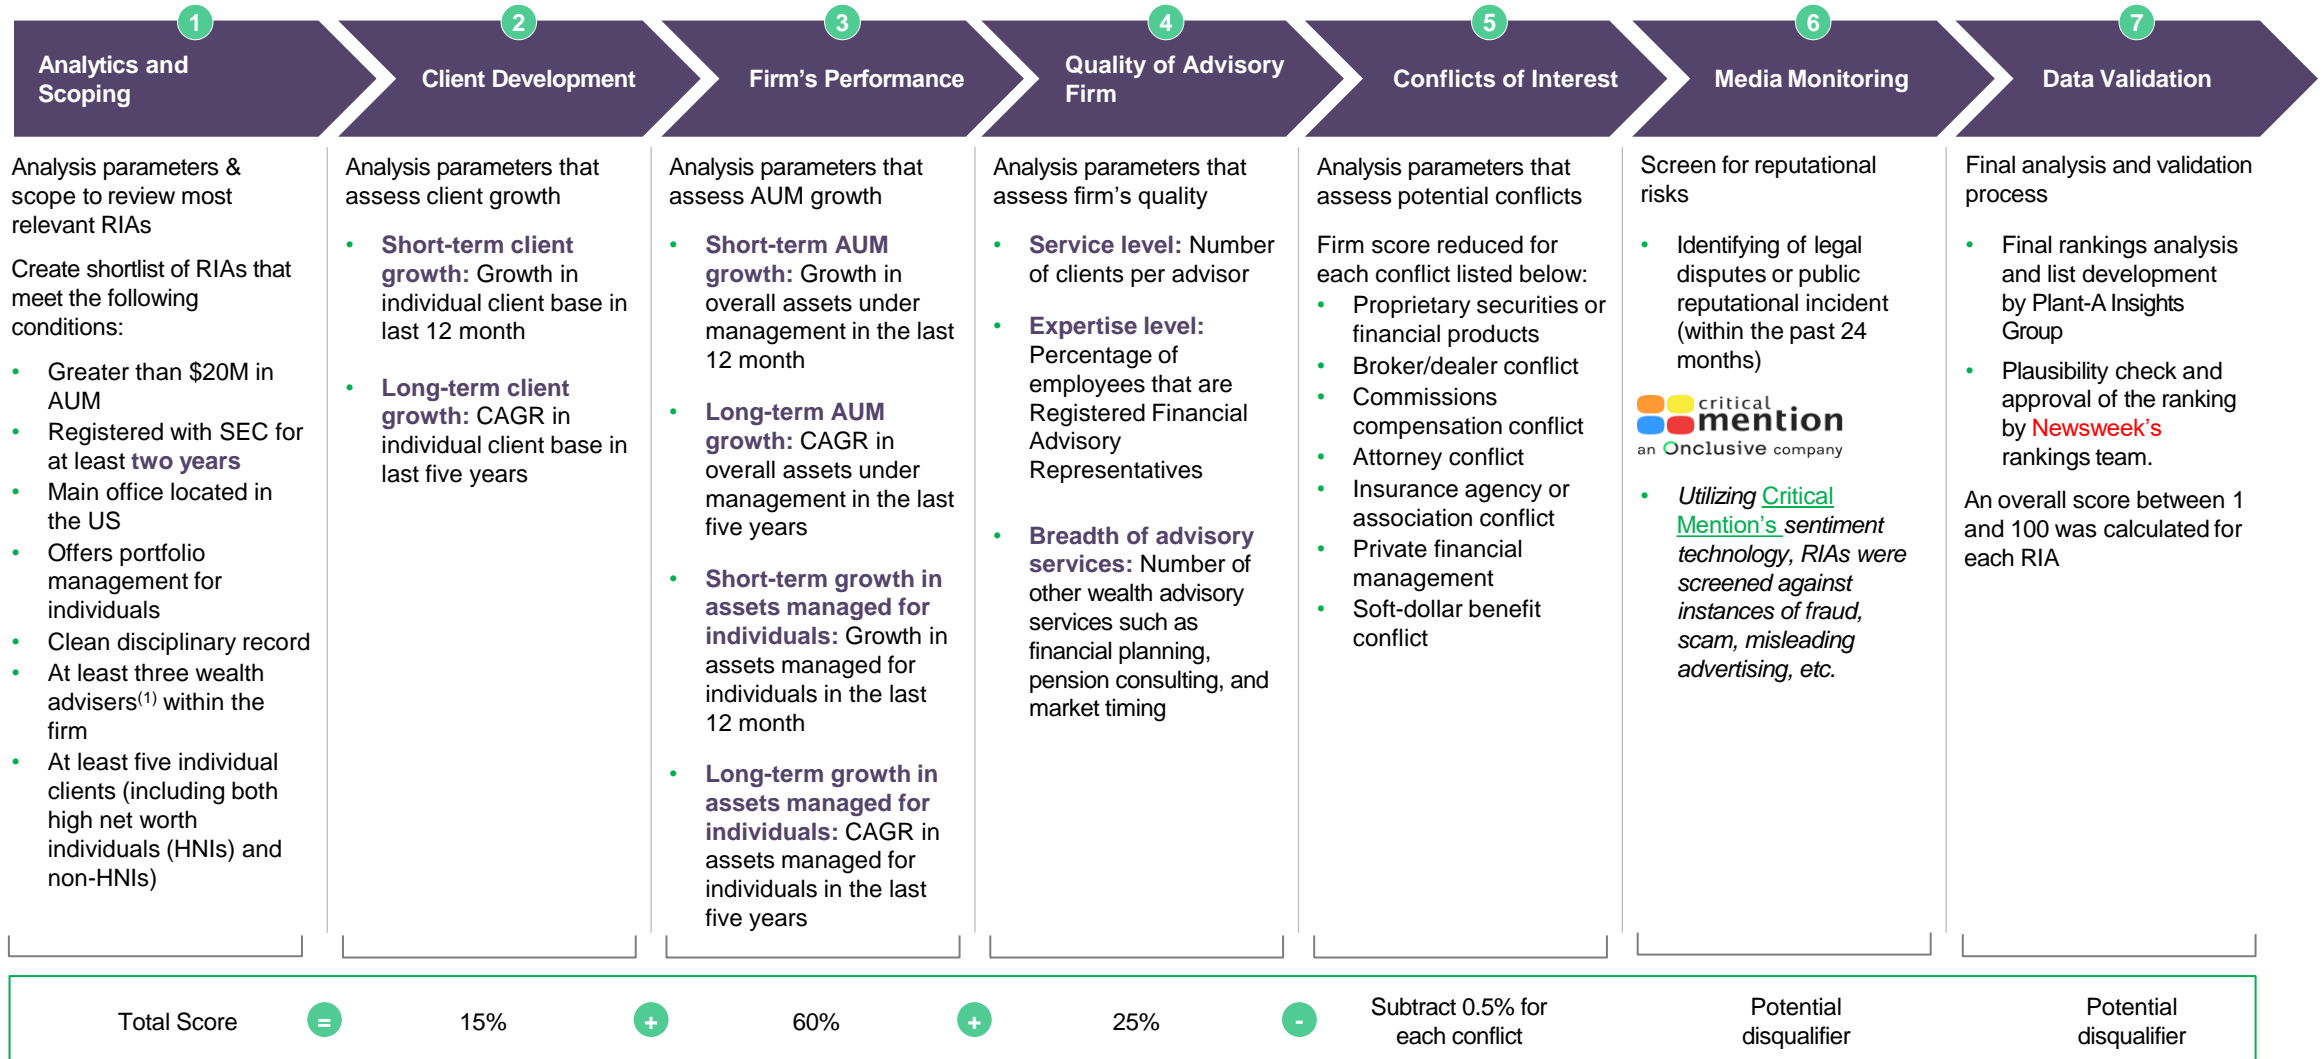 1
Analytics and
Scoping
2
Client Development
3
Firm's Performance
4
Quality of Advisory
Firm
5
Conflicts of Interest
6
Media Monitoring
7
Data Validation
Analysis parameters &
scope to review most
relevant RIAs
Create shortlist of RIAs that
meet the following
conditions:
• Greater than $20M in
AUM
• Registered with SEC for
at least two years
• Main office located in
the US
• Offers portfolio
management for
individuals
• Clean disciplinary record
• At least three wealth
advisers(1) within the
firm
• At least five individual
clients (including both
high net worth
individuals (HNIs) and
non-HNIs)
Analysis parameters that
assess client growth
• Short-term client
growth: Growth in
individual client base in
last 12 month
• Long-term client
growth: CAGR in
individual client base in
last five years
Analysis parameters that
assess AUM growth
• Short-term AUM
growth: Growth in
overall assets under
management in the last
12 month
• Long-term AUM
growth: CAGR in
overall assets under
management in the last
five years
• Short-term growth in
assets managed for
individuals: Growth in
assets managed for
individuals in the last
12 month
• Long-term growth in
assets managed for
individuals: CAGR in
assets managed for
individuals in the last
five years
Analysis parameters that
assess firm's quality
• Service level: Number
of clients per advisor
• Expertise level:
Percentage of
employees that are
Registered Financial
Advisory
Representatives
• Breadth of advisory
services: Number of
other wealth advisory
services such as
financial planning,
pension consulting, and
market timing
Analysis parameters that
assess potential conflicts
Firm score reduced for
each conflict listed below:
• Proprietary securities or
financial products
• Broker/dealer conflict
• Commissions
compensation conflict
• Attorney conflict
• Insurance agency or
association conflict
• Private financial
management
• Soft-dollar benefit
conflict
Screen for reputational
risks
• Identifying of legal
disputes or public
reputational incident
(within the past 24
months)
critical
mention
an Onclusive company
• Utilizing Critical
Mention's sentiment
technology, RIAs were
screened against
instances of fraud,
scam, misleading
advertising, etc.
Final analysis and validation
process
• Final rankings analysis
and list development
by Plant-A Insights
Group
• Plausibility check and
approval of the ranking
by Newsweek's
rankings team.
An overall score between 1
and 100 was calculated for
each RIA
Total Score
=
15%
+
60%
+
25%
-
Subtract 0.5% for
each conflict
Potential
disqualifier
Potential
disqualifier